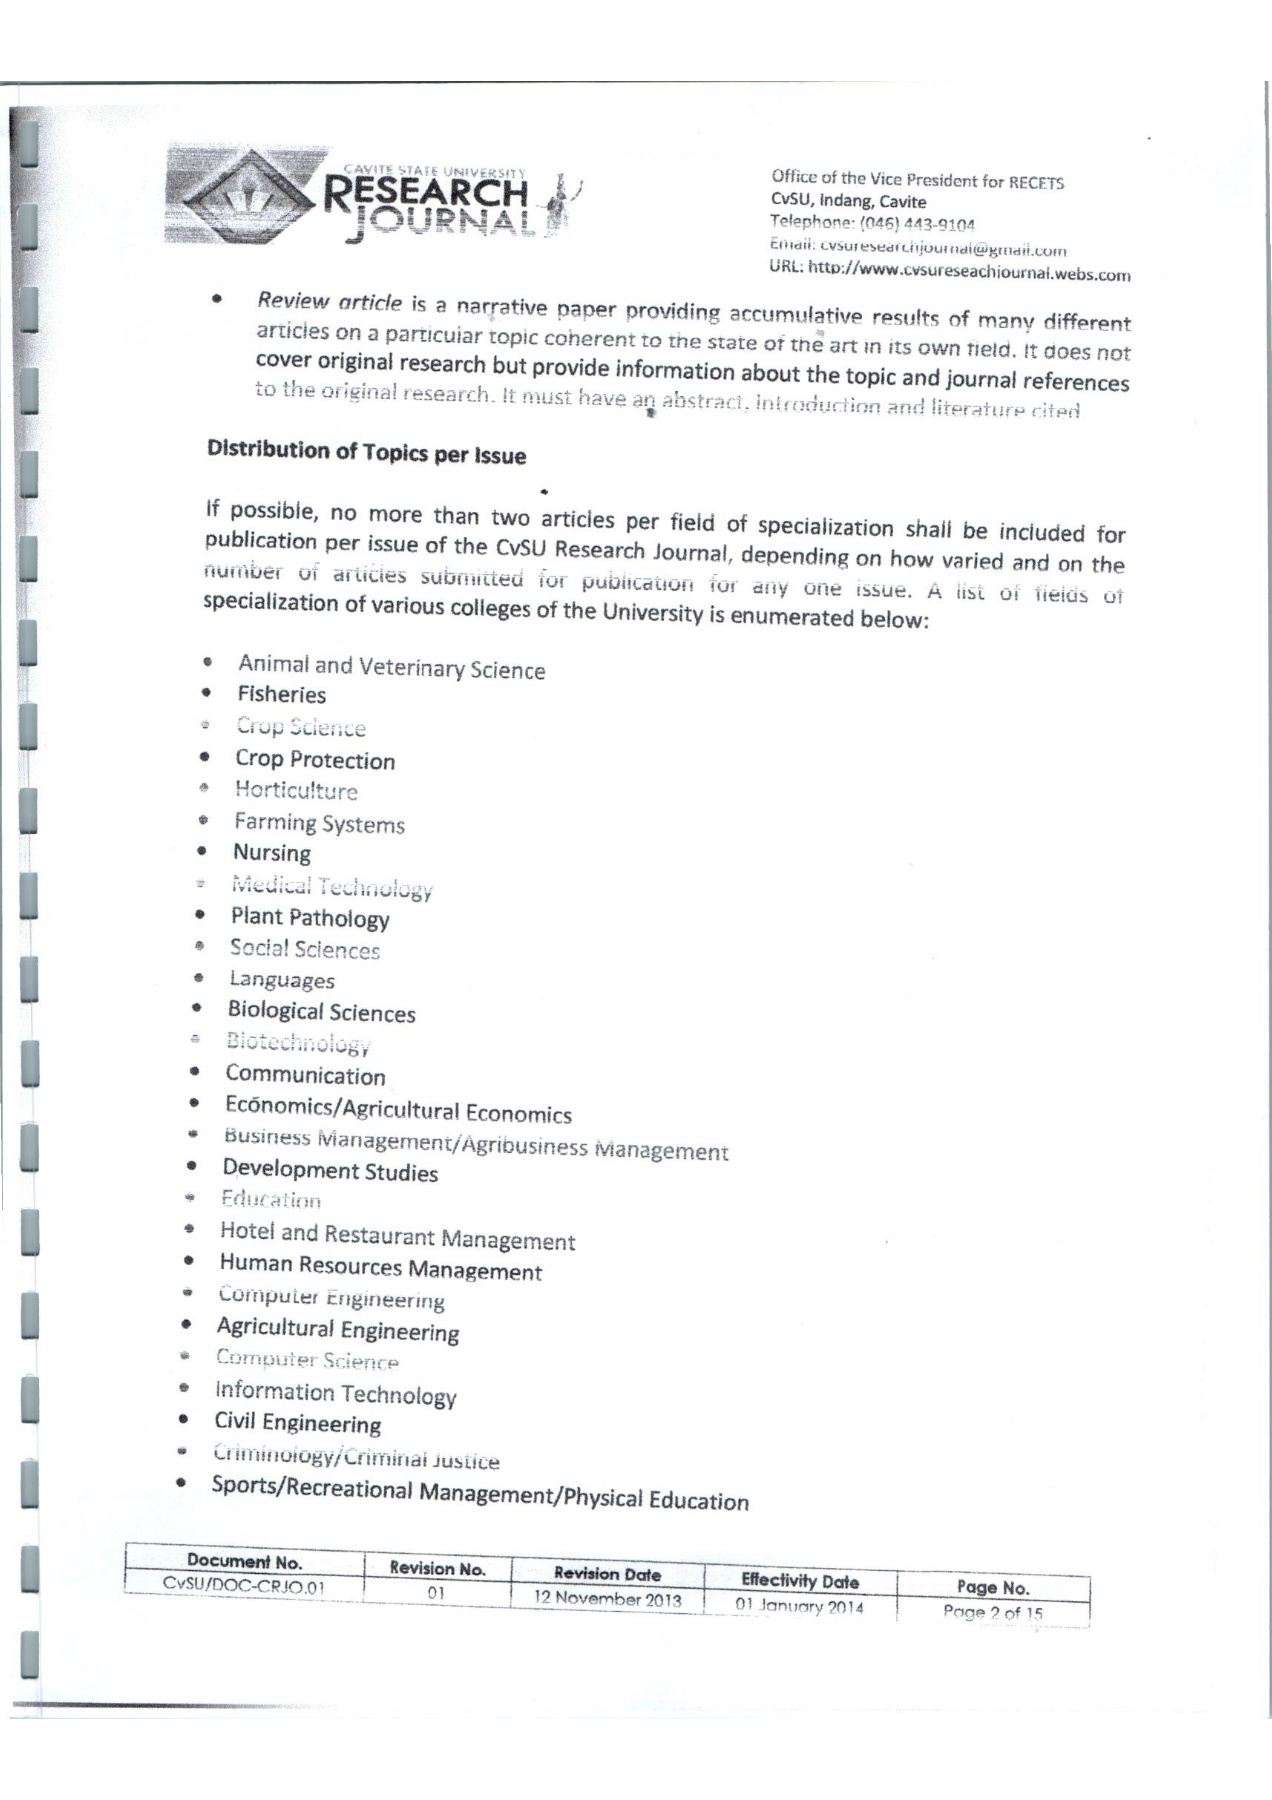 CAVITE STATE UNIVERSITY
RESEARCH
JOURNAL
Office of the Vice President for RECETS
CvSU, Indang, Cavite
Telephone: (046) 443-9104
Email: cvsuresearchjournal@gmail.com
URL: http://www.cvsureseachjournal.webs.com
• Review article is a narrative paper providing accumulative results of many different
articles on a particular topic coherent to the state of the art in its own field. It does not
cover original research but provide information about the topic and journal references
to the original research. It must have an abstract, introduction and literature cited
Distribution of Topics per Issue
If possible, no more than two articles per field of specialization shall be included for
publication per issue of the CvSU Research Journal, depending on how varied and on the
number of articles submitted for publication for any one issue. A list of fields of
specialization of various colleges of the University is enumerated below:
• Animal and Veterinary Science
• Fisheries
• Crop Science
• Crop Protection
• Horticulture
• Farming Systems
• Nursing
• Medical Technology
• Plant Pathology
• Social Sciences
• Languages
• Biological Sciences
• Biotechnology
• Communication
• Economics/Agricultural Economics
• Business Management/Agribusiness Management
• Development Studies
• Education
• Hotel and Restaurant Management
• Human Resources Management
• Computer Engineering
• Agricultural Engineering
• Computer Science
• Information Technology
• Civil Engineering
• Criminology/Criminal Justice
• Sports/Recreational Management/Physical Education
Document No. Revision No. Revision Date Effectivity Date Page No.
CvSU/DOC-CRJO.01 01 12 November 2013 01 January 2014 Page 2 of 15